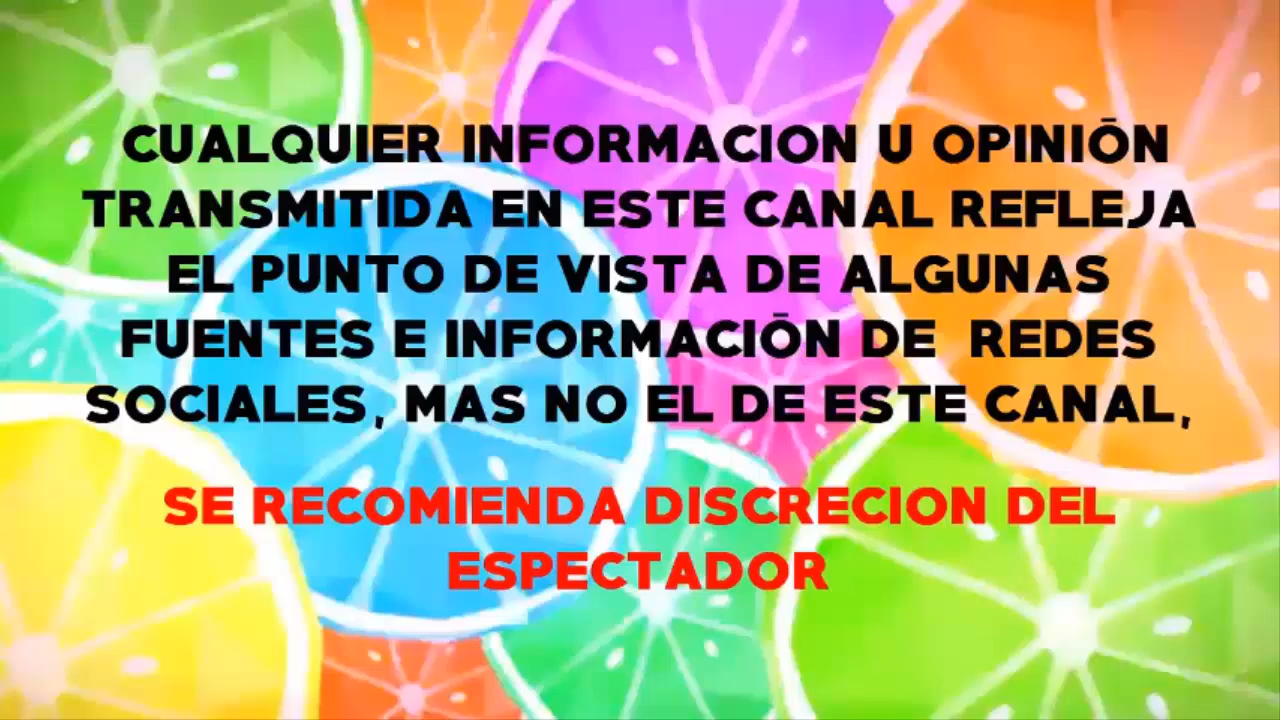 CUALQUIER INFORMACION U OPINIÓN
TRANSMITIDA EN ESTE CANAL REFLEJA
EL PUNTO DE VISTA DE ALGUNAS
FUENTES E INFORMACIÓN DE REDES
SOCIALES, MAS NO EL DE ESTE CANAL,
SE RECOMIENDA DISCRECION DEL
ESPECTADOR